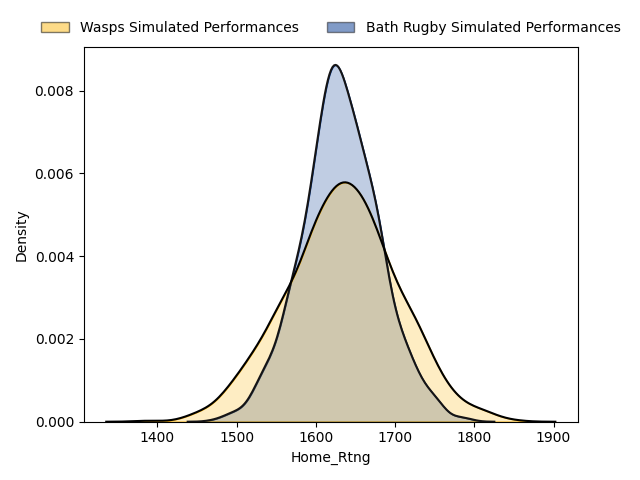 Wasps Simulated Performances Bath Rugby Simulated Performances
0.008
0.006
0.004
0.002
0.000
Density
1400 1500 1600 1700 1800 1900
Home_Rtng